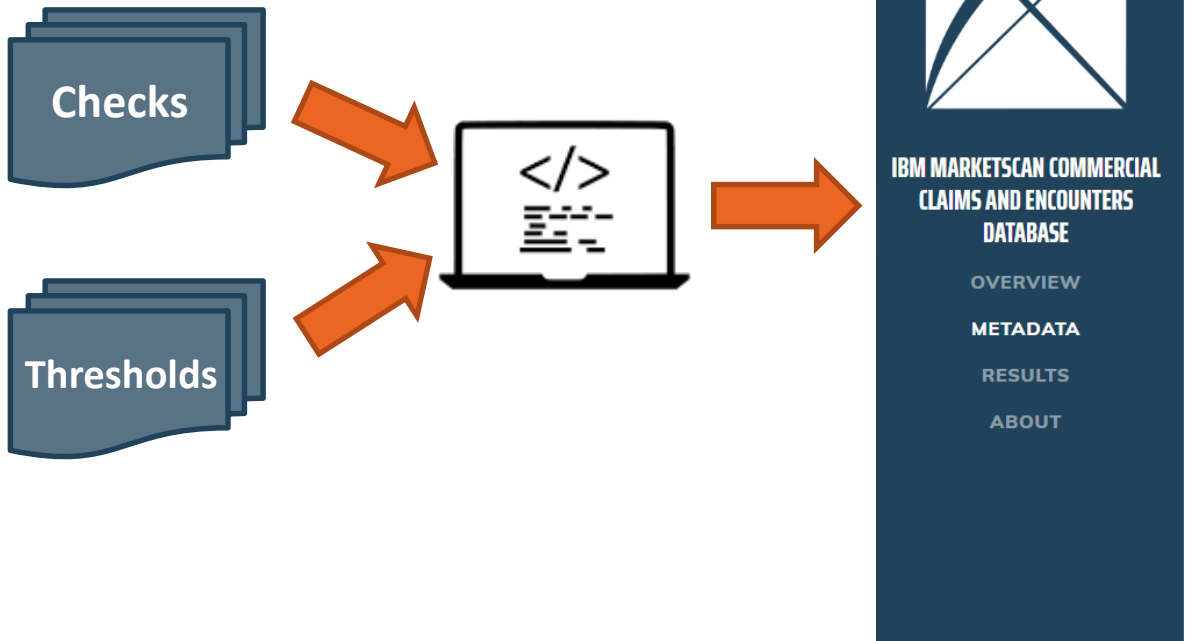 Checks
Thresholds
</>
IBM MARKETSCAN COMMERCIAL
CLAIMS AND ENCOUNTERS
DATABASE
OVERVIEW
METADATA
RESULTS
ABOUT